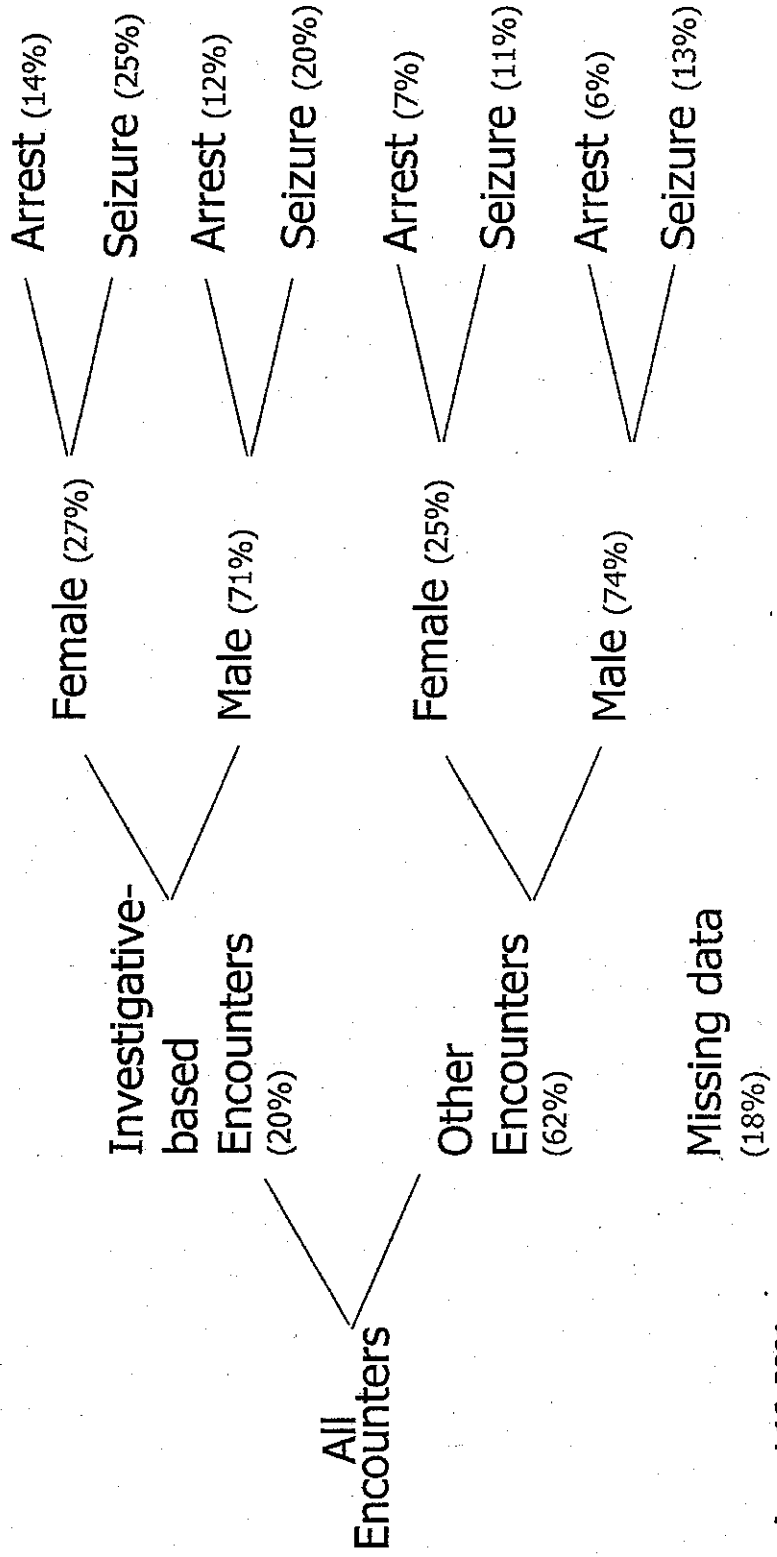 All
Encounters
Investigative-
based
Encounters
(20%)
Other
Encounters
(62%)
Missing data
(18%)
Female (27%)
Male (71%)
Female (25%)
Male (74%)
Arrest (14%)
Seizure (25%)
Arrest (12%)
Seizure (20%)
Arrest (7%)
Seizure (11%)
Arrest (6%)
Seizure (13%)